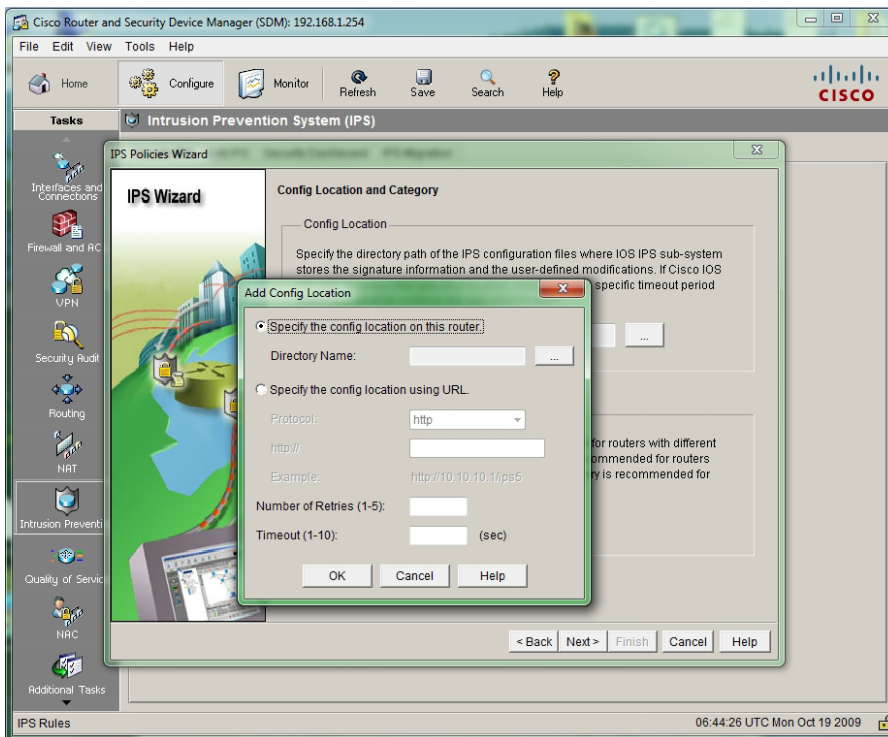 Cisco Router and Security Device Manager (SDM): 192.168.1.254
File Edit View Tools Help
Home Configure Monitor Refresh Save Search Help
CISCO
Tasks
Intrusion Prevention System (IPS)
Interfaces and Connections
Firewall and AC
VPN
Security Audit
Routing
NAT
Intrusion Preventi
Quality of Servic
NAC
Additional Tasks
IPS Policies Wizard
IPS Wizard
Config Location and Category
Config Location
Specify the directory path of the IPS configuration files where IOS IPS sub-system
stores the signature information and the user-defined modifications. If Cisco IOS
specific timeout period
...
for routers with different
ommended for routers
ry is recommended for
Add Config Location
Specify the config location on this router.
Directory Name: ...
Specify the config location using URL.
Protocol: http
http://
Example: http://10.10.10.1/ips5
Number of Retries (1-5):
Timeout (1-10): (sec)
OK Cancel Help
< Back Next > Finish Cancel Help
IPS Rules
06:44:26 UTC Mon Oct 19 2009